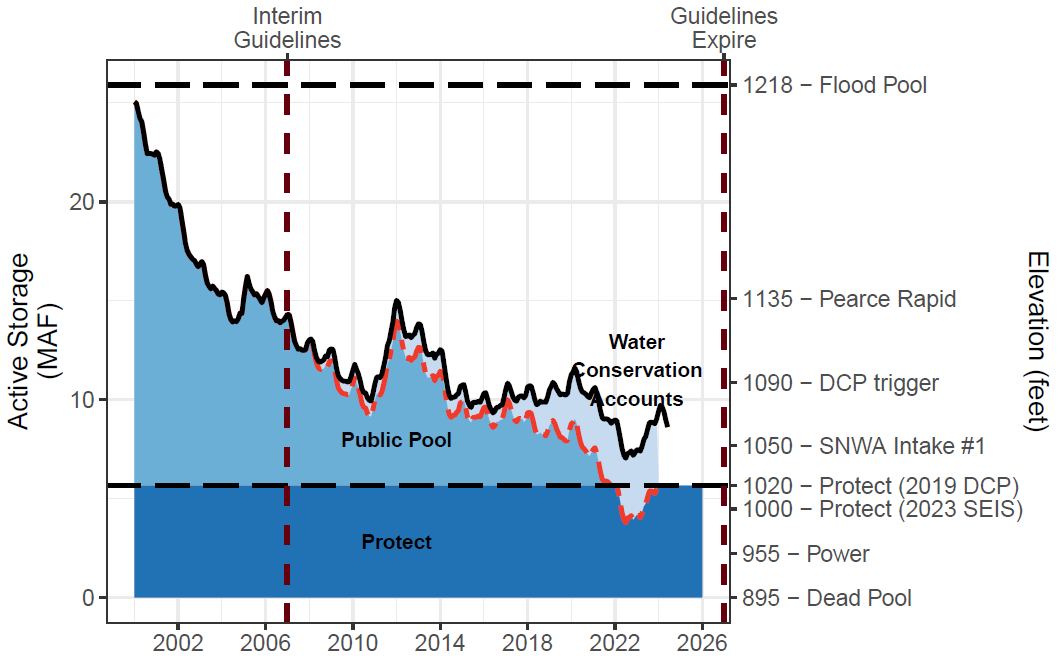 Interim
Guidelines
Guidelines
Expire
Active Storage
(MAF)
20
10
0
1218 − Flood Pool
1135 − Pearce Rapid
1090 − DCP trigger
1050 − SNWA Intake #1
1020 − Protect (2019 DCP)
1000 − Protect (2023 SEIS)
955 − Power
895 − Dead Pool
Elevation (feet)
Water
Conservation
Accounts
Public Pool
Protect
2002 2006 2010 2014 2018 2022 2026